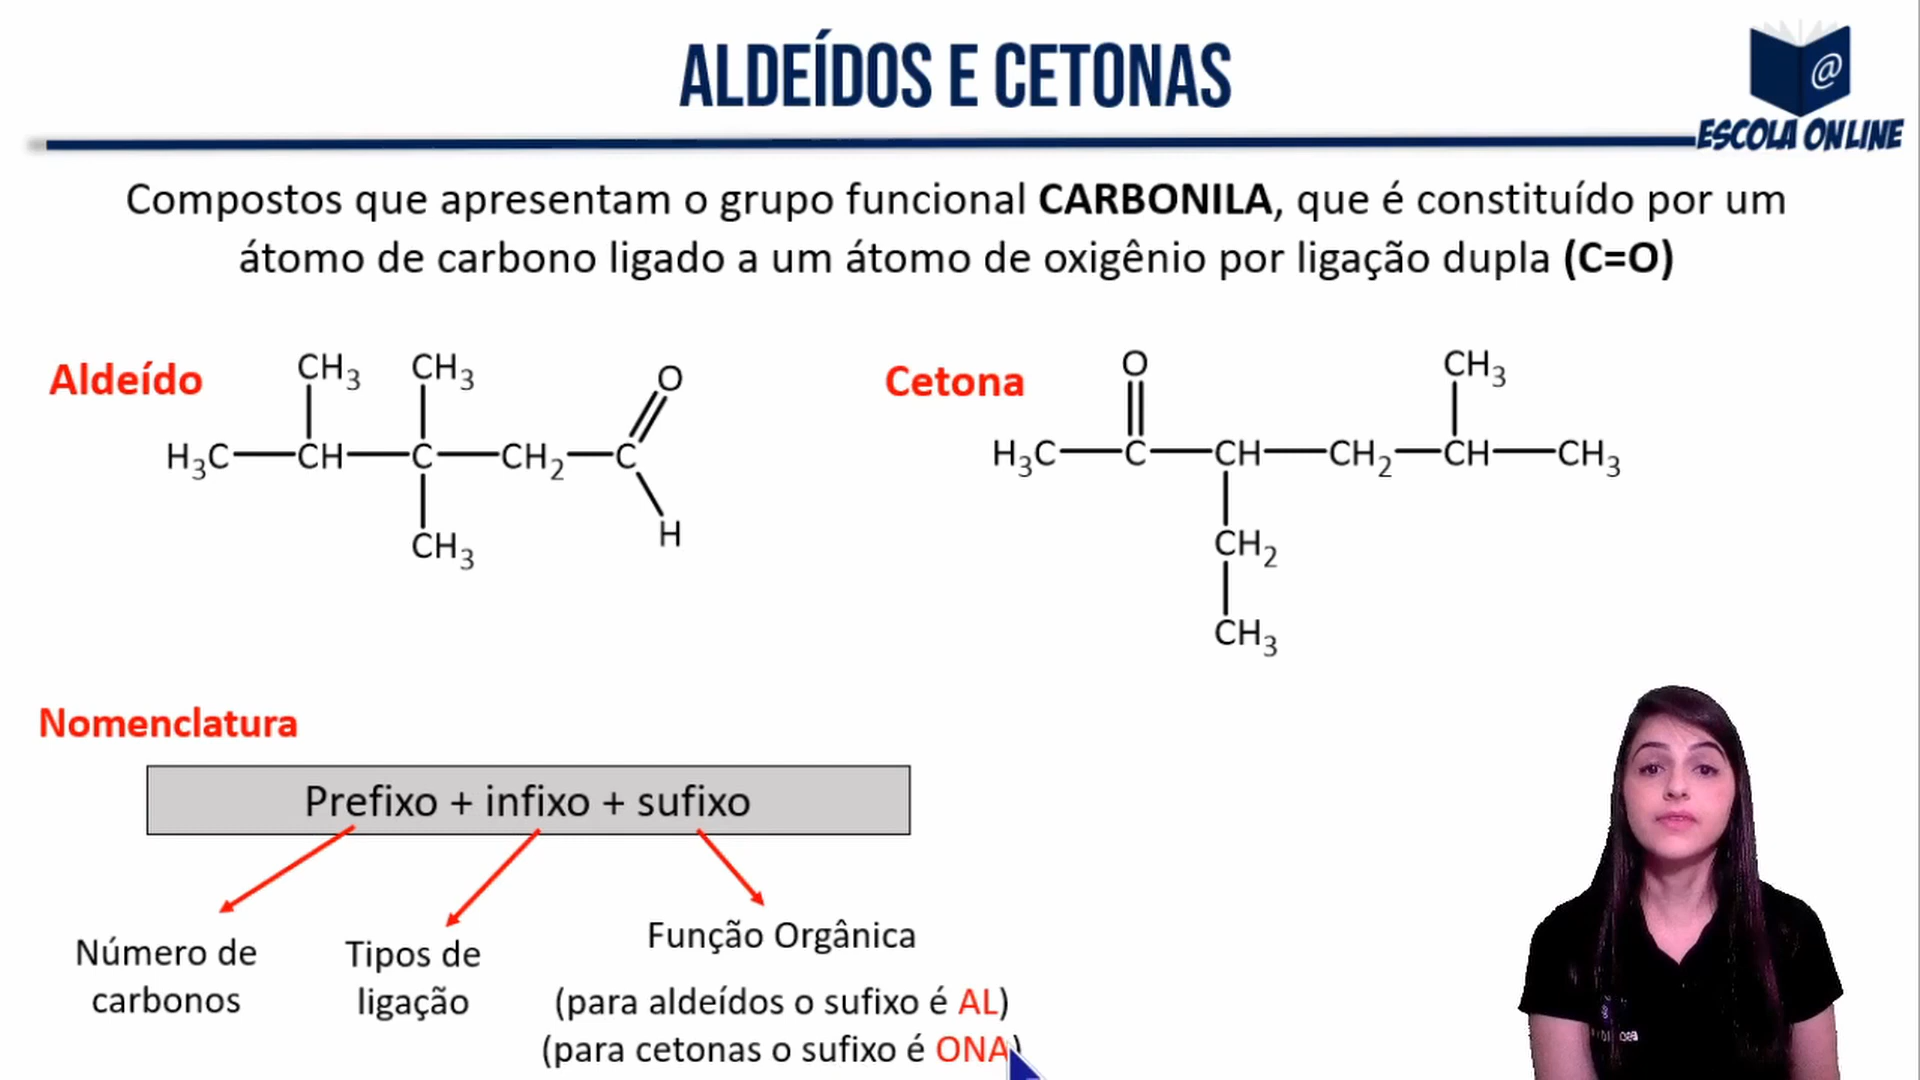 ALDEÍDOS E CETONAS
@
ESCOLA ONLINE
Compostos que apresentam o grupo funcional CARBONILA, que é constituído por um
átomo de carbono ligado a um átomo de oxigênio por ligação dupla (C=O)
Aldeído
CH3 CH3 O
H3C CH C CH2 C
CH3 H
Cetona
O CH3
H3C C CH CH2 CH CH3
CH2
CH3
Nomenclatura
Prefixo + infixo + sufixo
Número de
carbonos
Tipos de
ligação
Função Orgânica
(para aldeídos o sufixo é AL)
(para cetonas o sufixo é ONA)